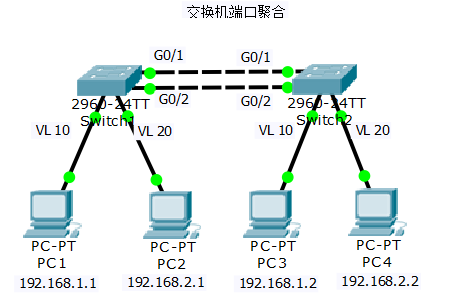 交换机端口聚合
G0/1 G0/1
G0/2 G0/2
2960-24TT 2960-24TT
Switch1 Switch2
VL 10 VL 20 VL 10 VL 20
PC-PT PC-PT PC-PT PC-PT
PC1 PC2 PC3 PC4
192.168.1.1 192.168.2.1 192.168.1.2 192.168.2.2